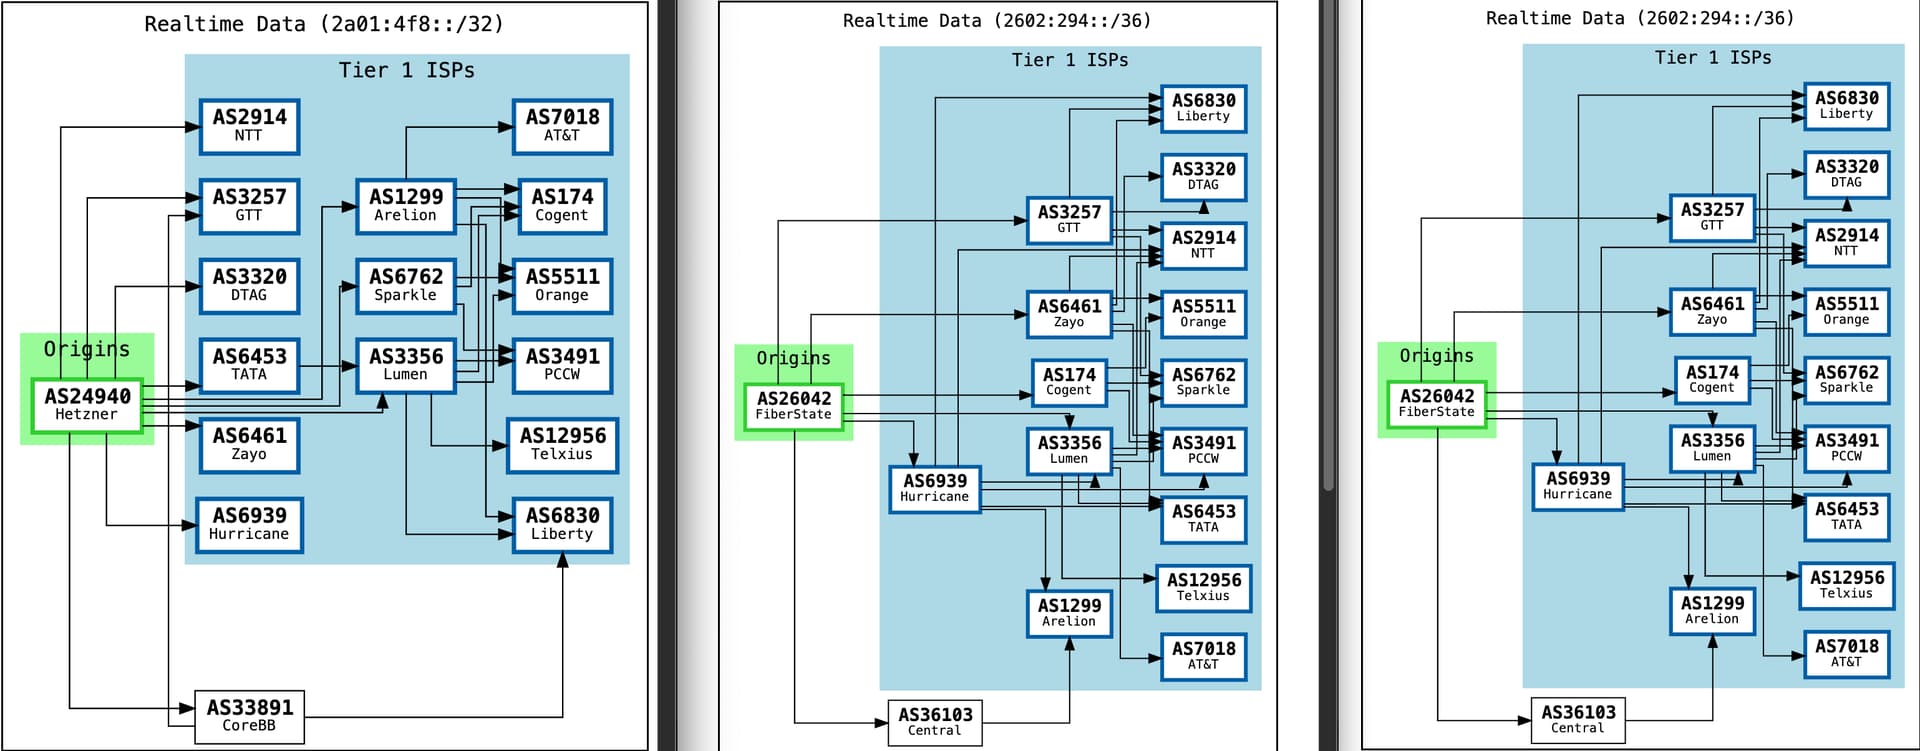 Realtime Data (2a01:4f8::/32)
Tier 1 ISPs
AS2914
NTT
AS7018
AT&T
AS3257
GTT
AS1299
Arelion
AS174
Cogent
AS3320
DTAG
AS6762
Sparkle
AS5511
Orange
Origins
AS24940
Hetzner
AS6453
TATA
AS3356
Lumen
AS3491
PCCW
AS6461
Zayo
AS12956
Telxius
AS6939
Hurricane
AS6830
Liberty
AS33891
CoreBB
Realtime Data (2602:294::/36)
Tier 1 ISPs
AS6830
Liberty
AS3320
DTAG
AS3257
GTT
AS2914
NTT
AS6461
Zayo
AS5511
Orange
Origins
AS26042
FiberState
AS174
Cogent
AS6762
Sparkle
AS3356
Lumen
AS3491
PCCW
AS6939
Hurricane
AS6453
TATA
AS12956
Telxius
AS1299
Arelion
AS7018
AT&T
AS36103
Central
Realtime Data (2602:294::/36)
Tier 1 ISPs
AS6830
Liberty
AS3320
DTAG
AS3257
GTT
AS2914
NTT
AS6461
Zayo
AS5511
Orange
Origins
AS26042
FiberState
AS174
Cogent
AS6762
Sparkle
AS3356
Lumen
AS3491
PCCW
AS6939
Hurricane
AS6453
TATA
AS12956
Telxius
AS1299
Arelion
AS7018
AT&T
AS36103
Central